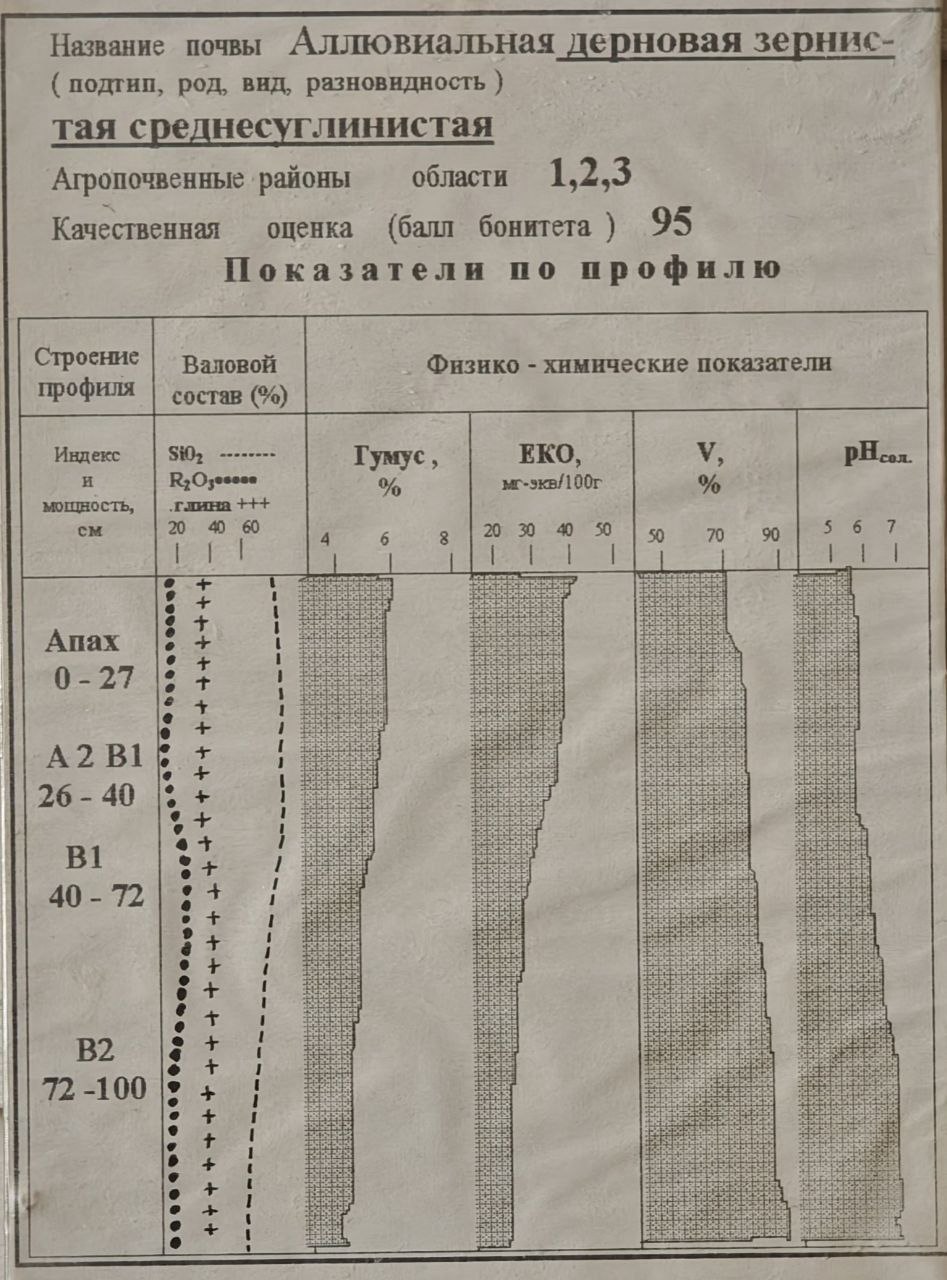 Название почвы Аллювиальная дерновая зернис-
( подтип, род, вид, разновидность )
тая среднесуглинистая
Агропочвенные районы области 1,2,3
Качественная оценка (балл бонитета ) 95
Показатели по профилю
Строение
профиля
Валовой
состав (%)
Физико - химические показатели
Индекс
и
мощность,
см
SiO₂ --------
R₂O₃•••••
.глина +++
20 40 60
Гумус ,
%
4 6 8
ЕКО,
мг-экв/100г
20 30 40 50
V,
%
50 70 90
pHсол.
5 6 7
Апах
0 - 27
А 2 В1
26 - 40
В1
40 - 72
В2
72 -100